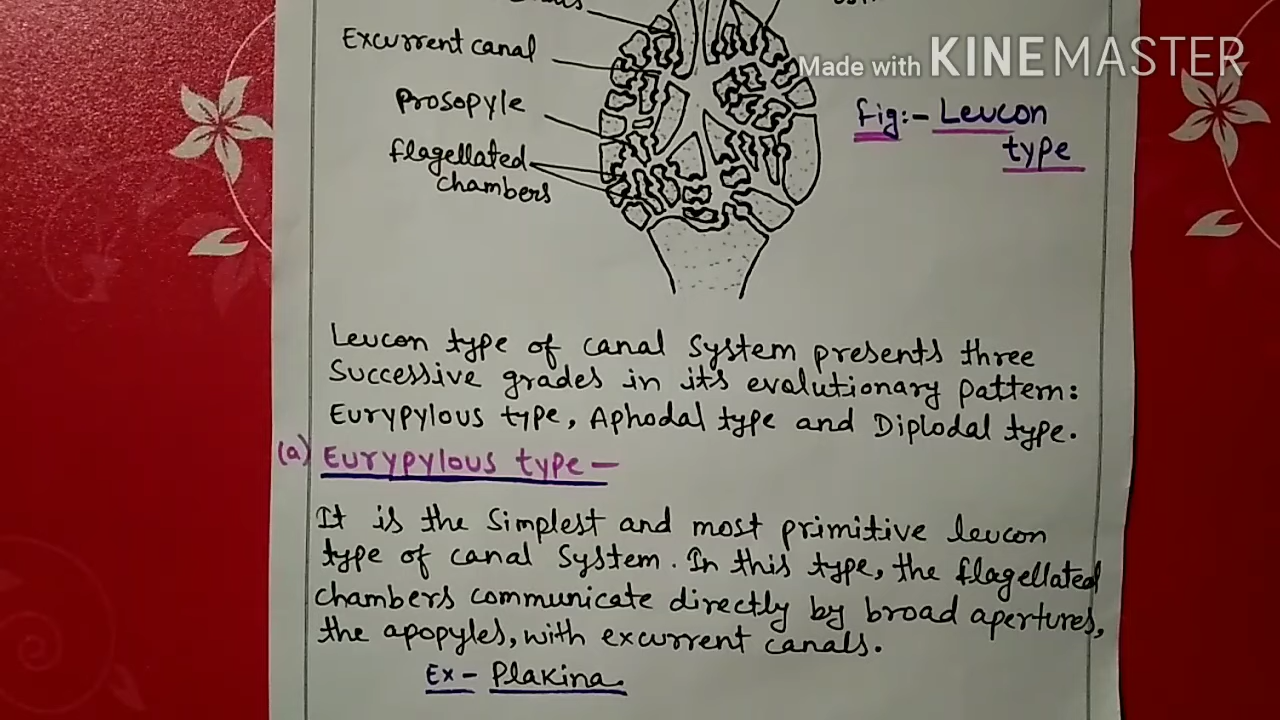 Excurrent canal
Made with KINEMASTER
Prosopyle
fig:- Leucon
type
flagellated
chambers
Leucon type of canal system presents three
Successive grades in its evolutionary pattern:
Eurypylous type, Aphodal type and Diplodal type.
(a) Eurypylous type -
It is the simplest and most primitive leucon
type of canal system. In this type, the flagellated
chambers communicate directly by broad apertures,
the apopyles, with excurrent canals.
Ex- Plakina.